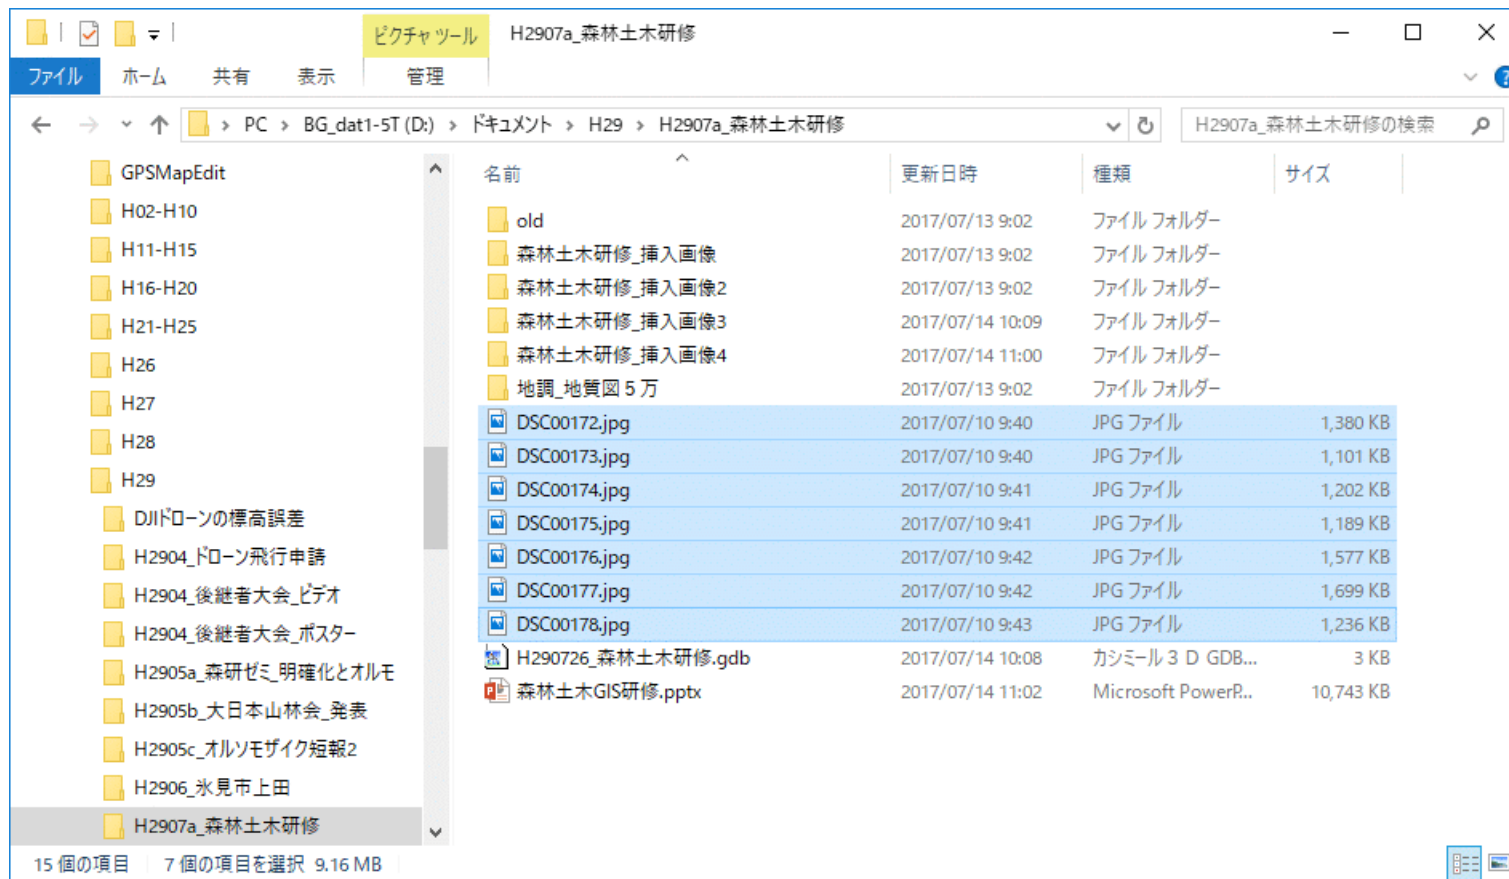 ピクチャ ツール H2907a_森林土木研修
ファイル ホーム 共有 表示 管理
PC › BG_dat1-5T (D:) › ドキュメント › H29 › H2907a_森林土木研修
H2907a_森林土木研修の検索
GPSMapEdit
H02-H10
H11-H15
H16-H20
H21-H25
H26
H27
H28
H29
DJIドローンの標高誤差
H2904_ドローン飛行申請
H2904_後継者大会_ビデオ
H2904_後継者大会_ポスター
H2905a_森研ゼミ_明確化とオルモ
H2905b_大日本山林会_発表
H2905c_オルソモザイク短報2
H2906_氷見市上田
H2907a_森林土木研修
名前 更新日時 種類 サイズ
old 2017/07/13 9:02 ファイル フォルダー
森林土木研修_挿入画像 2017/07/13 9:02 ファイル フォルダー
森林土木研修_挿入画像2 2017/07/13 9:02 ファイル フォルダー
森林土木研修_挿入画像3 2017/07/14 10:09 ファイル フォルダー
森林土木研修_挿入画像4 2017/07/14 11:00 ファイル フォルダー
地調_地質図５万 2017/07/13 9:02 ファイル フォルダー
DSC00172.jpg 2017/07/10 9:40 JPG ファイル 1,380 KB
DSC00173.jpg 2017/07/10 9:40 JPG ファイル 1,101 KB
DSC00174.jpg 2017/07/10 9:41 JPG ファイル 1,202 KB
DSC00175.jpg 2017/07/10 9:41 JPG ファイル 1,189 KB
DSC00176.jpg 2017/07/10 9:42 JPG ファイル 1,577 KB
DSC00177.jpg 2017/07/10 9:42 JPG ファイル 1,699 KB
DSC00178.jpg 2017/07/10 9:43 JPG ファイル 1,236 KB
H290726_森林土木研修.gdb 2017/07/14 10:08 カシミール３Ｄ GDB... 3 KB
森林土木GIS研修.pptx 2017/07/14 11:02 Microsoft PowerP... 10,743 KB
15 個の項目 7 個の項目を選択 9.16 MB